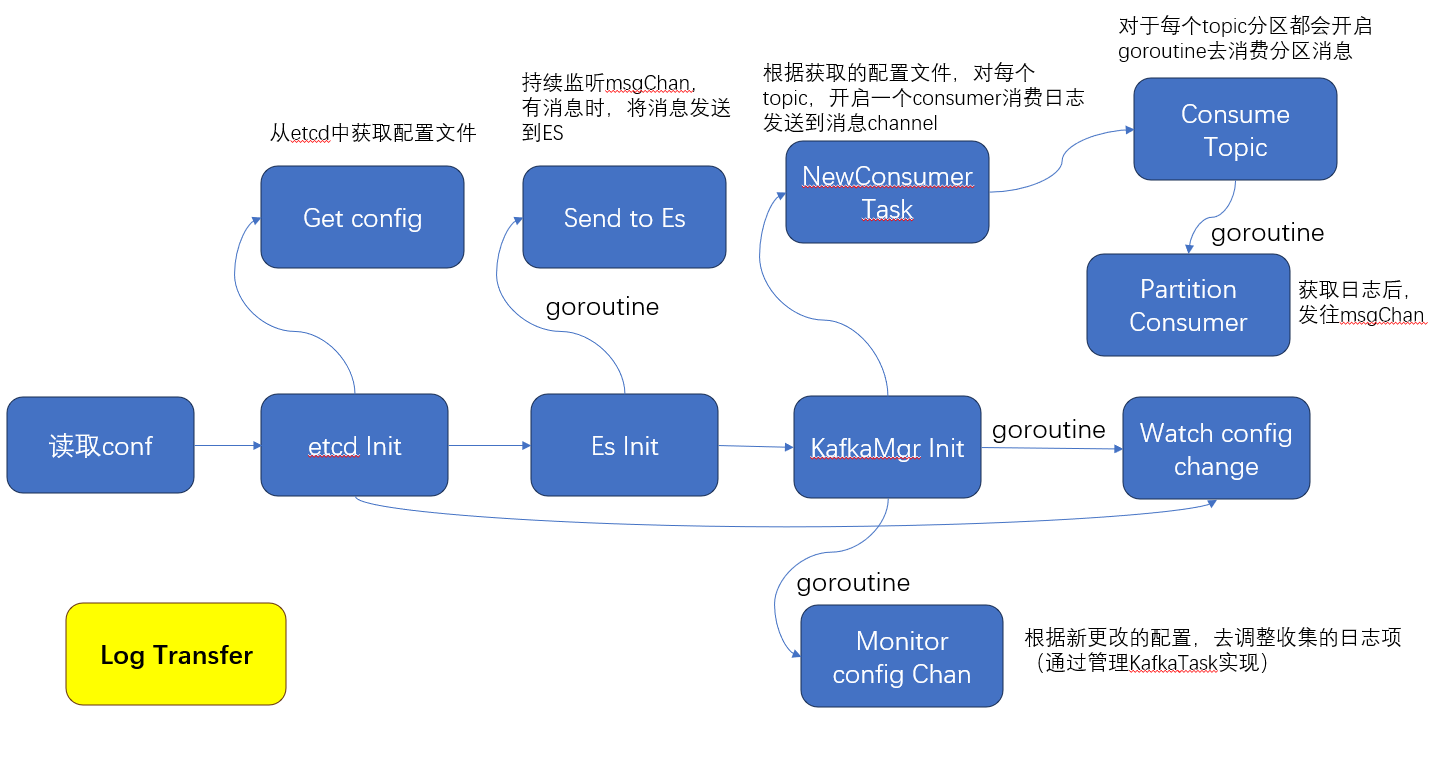 对于每个topic分区都会开启
goroutine去消费分区消息
根据获取的配置文件，对每个
topic，开启一个consumer消费日志
发送到消息channel
持续监听msgChan,
有消息时，将消息发送
到ES
从etcd中获取配置文件
Get config
Send to Es
NewConsumer
Task
Consume
Topic
goroutine
goroutine
Partition
Consumer
获取日志后，
发往msgChan
读取conf
etcd Init
Es Init
KafkaMgr Init
goroutine
Watch config
change
goroutine
Monitor
config Chan
根据新更改的配置，去调整收集的日志项
（通过管理KafkaTask实现）
Log Transfer